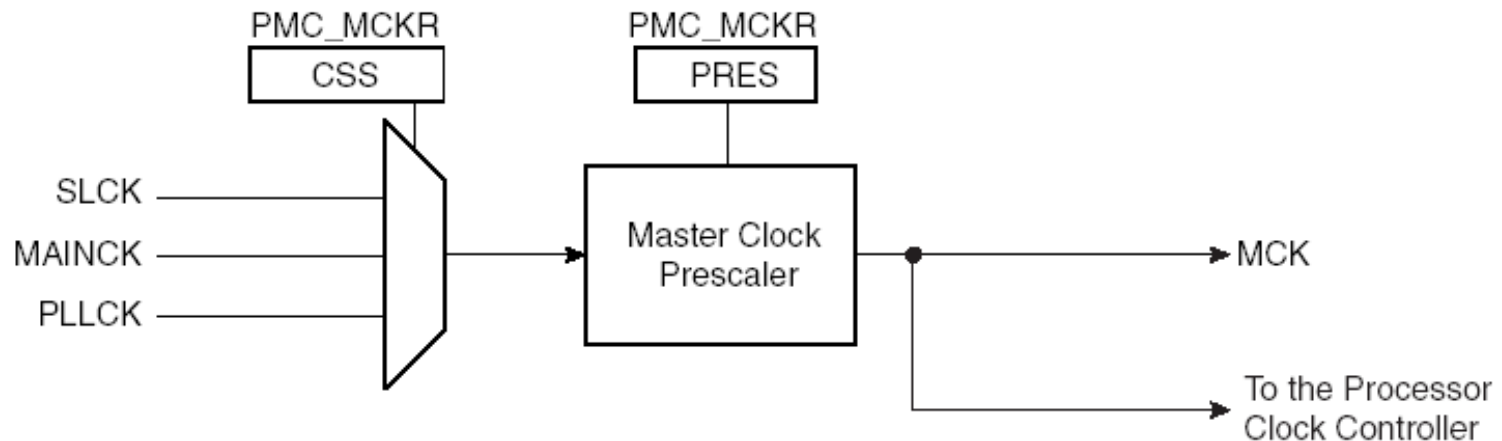 PMC_MCKR
CSS
PMC_MCKR
PRES
SLCK
MAINCK
PLLCK
Master Clock
Prescaler
MCK
To the Processor
Clock Controller